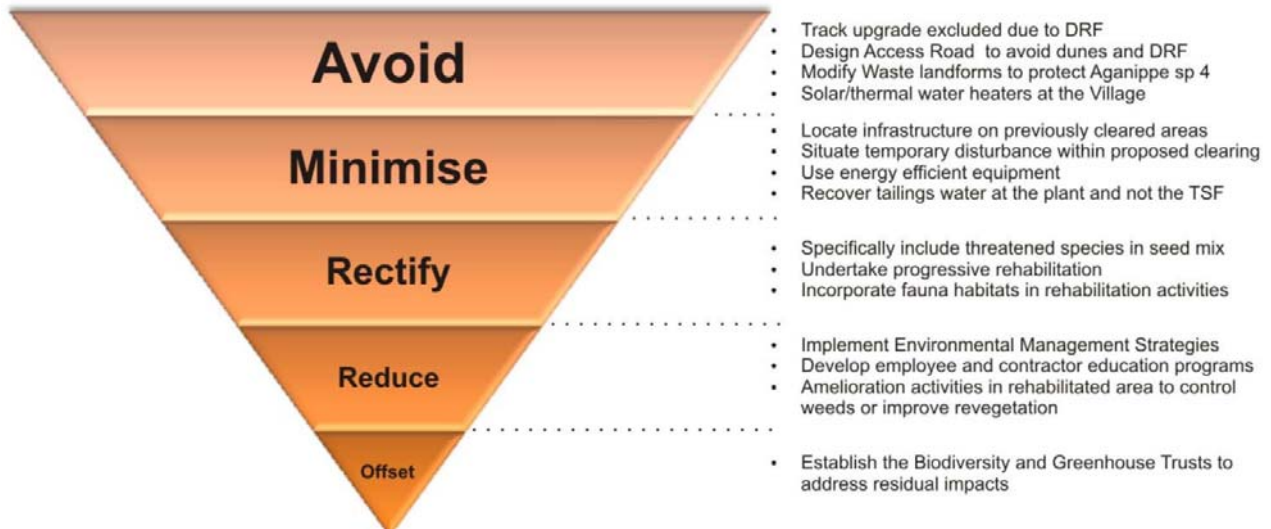 Avoid
• Track upgrade excluded due to DRF
• Design Access Road to avoid dunes and DRF
• Modify Waste landforms to protect Aganippe sp 4
• Solar/thermal water heaters at the Village
Minimise
• Locate infrastructure on previously cleared areas
• Situate temporary disturbance within proposed clearing
• Use energy efficient equipment
• Recover tailings water at the plant and not the TSF
Rectify
• Specifically include threatened species in seed mix
• Undertake progressive rehabilitation
• Incorporate fauna habitats in rehabilitation activities
Reduce
• Implement Environmental Management Strategies
• Develop employee and contractor education programs
• Amelioration activities in rehabilitated area to control
weeds or improve revegetation
Offset
• Establish the Biodiversity and Greenhouse Trusts to
address residual impacts